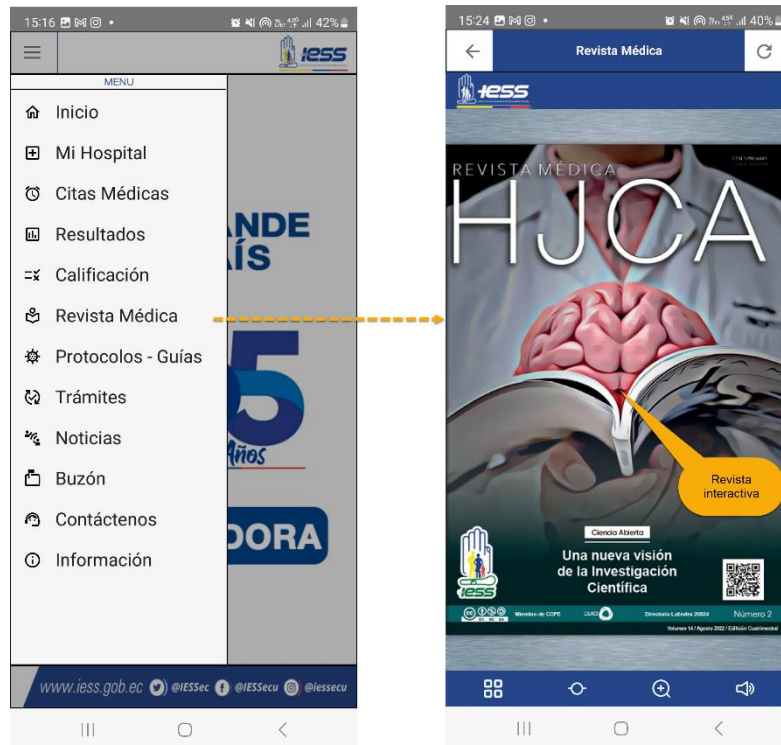 15:16
42%
iess
MENU
Inicio
Mi Hospital
Citas Médicas
Resultados
Calificación
Revista Médica
Protocolos - Guías
Trámites
Noticias
Buzón
Contáctenos
Información
NDE
ÍS
5
Años
DORA
www.iess.gob.ec @IESSec @IESSecu @iessecu
15:24
40%
Revista Médica
iess
REVISTA MÉDICA
HJCA
Revista
interactiva
Ciencia Abierta
Una nueva visión
de la Investigación
Científica
iess
Miembro de COPE
Directorio Latindex 20824
Número 2
Volumen 14 / Agosto 2022 / Edición Cuatrimestral